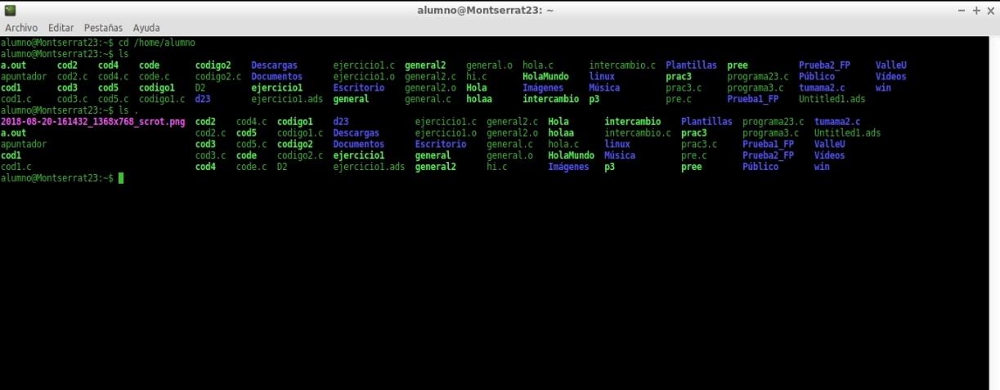 alumno@Montserrat23: ~
Archivo Editar Pestañas Ayuda
alumno@Montserrat23:~$ cd /home/alumno
alumno@Montserrat23:~$ ls
a.out cod2 cod4 code codigo2 Descargas ejercicio1.c general2 general.o hola.c intercambio.c Plantillas pree Prueba2_FP ValleU
apuntador cod2.c cod4.c code.c codigo2.c Documentos ejercicio1.o general2.c hi.c HolaMundo linux prac3 programa23.c Público Vídeos
cod1 cod3 cod5 codigo1 D2 ejercicio1 Escritorio general2.o Hola Imágenes Música prac3.c programa3.c tumama2.c win
cod1.c cod3.c cod5.c codigo1.c d23 ejercicio1.ads general general.c holaa intercambio p3 pre.c Prueba1_FP Untitled1.ads
alumno@Montserrat23:~$ ls .
2018-08-20-161432_1368x768_scrot.png cod2 cod4.c codigo1 d23 ejercicio1.c general2.c Hola intercambio Plantillas programa23.c tumama2.c
a.out cod2.c cod5 codigo1.c Descargas ejercicio1.o general2.o holaa intercambio.c prac3 programa3.c Untitled1.ads
apuntador cod3 cod5.c codigo2 Documentos Escritorio general.c hola.c linux prac3.c Prueba1_FP ValleU
cod1 cod3.c code codigo2.c ejercicio1 general general.o HolaMundo Música pre.c Prueba2_FP Vídeos
cod1.c cod4 code.c D2 ejercicio1.ads general2 hi.c Imágenes p3 pree Público win
alumno@Montserrat23:~$